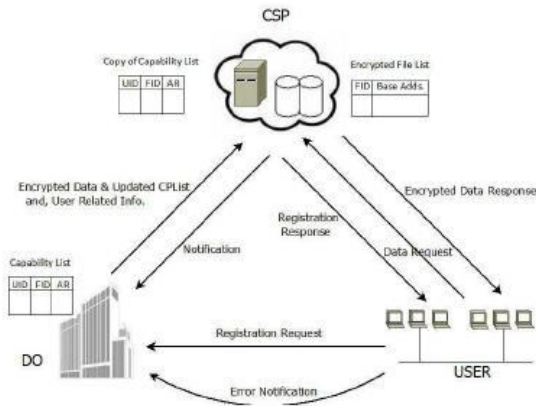 CSP
Copy of Capability List
UID FID AR
Encrypted File List
FID Base Adds.
Encrypted Data & Updated CPList
and, User Related Info.
Notification
Registration
Response
Data Request
Encrypted Data Response
Capability List
UID FID AR
DO
Registration Request
Error Notification
USER